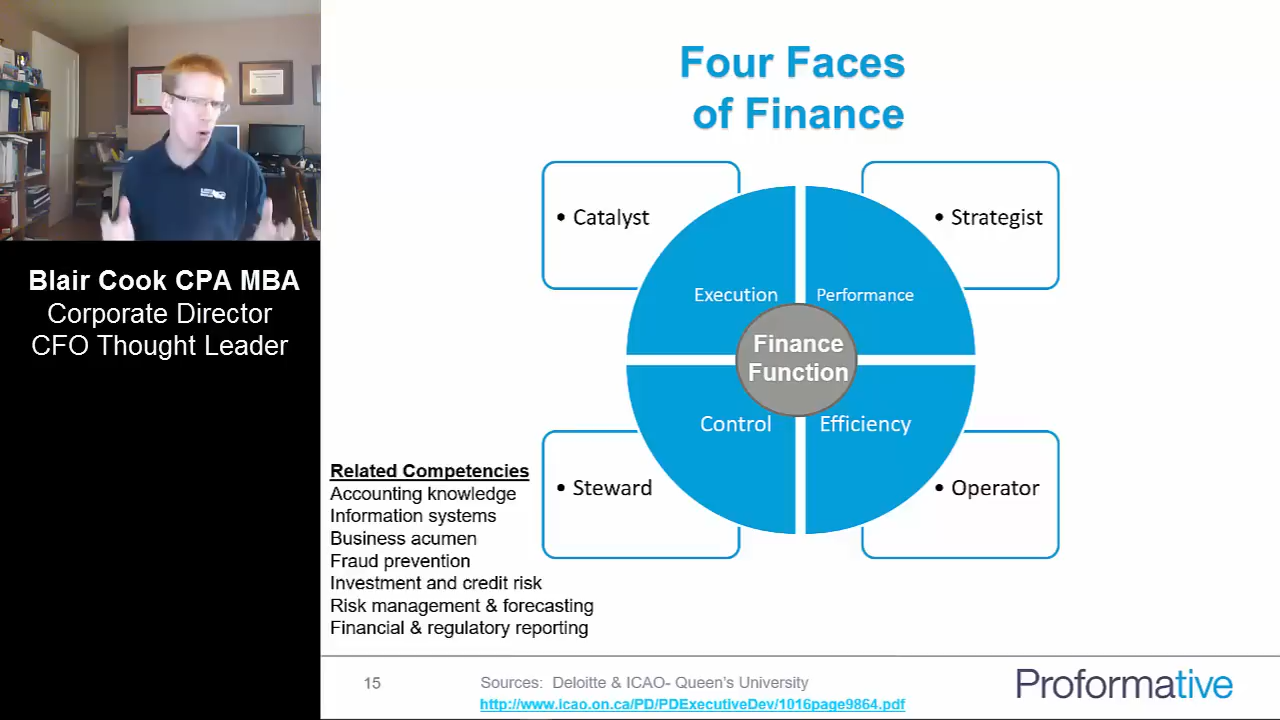 Four Faces
of Finance
Blair Cook CPA MBA
Corporate Director
CFO Thought Leader
• Catalyst
• Strategist
Execution
Performance
Finance
Function
Control
Efficiency
• Steward
• Operator
Related Competencies
Accounting knowledge
Information systems
Business acumen
Fraud prevention
Investment and credit risk
Risk management & forecasting
Financial & regulatory reporting
15
Sources: Deloitte & ICAO- Queen's University
http://www.icao.on.ca/PD/PDExecutiveDev/1016page9864.pdf
Proformative